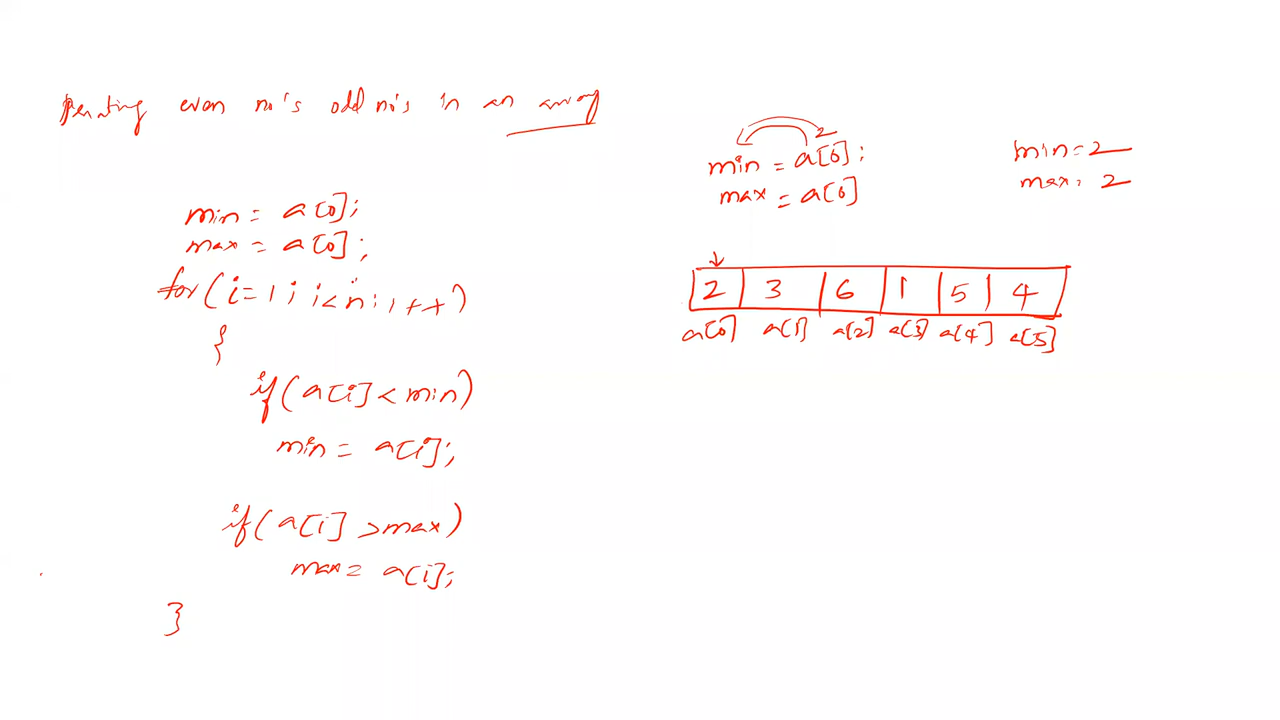 Printing even no's odd no's in an array
min = a[0];
max = a[0];
for(i=1; i<n; i++)
{
if(a[i]<min)
min = a[i];
if(a[i]>max)
max = a[i];
}
2
min = a[0];
max = a[0]
min=2
max= 2
2 3 6 1 5 4
a[0] a[1] a[2] a[3] a[4] a[5]